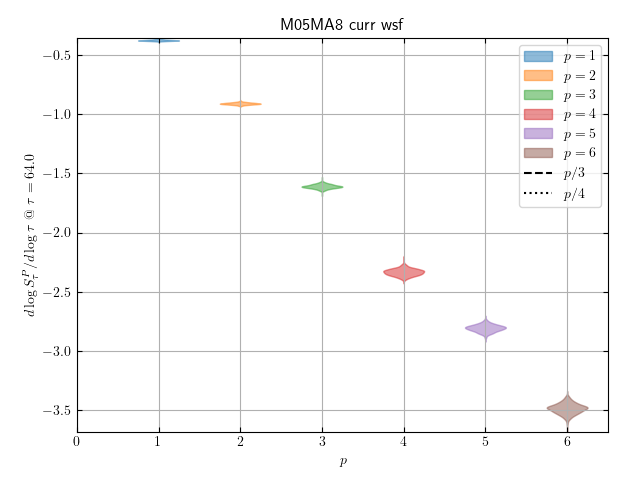 M05MA8 curr wsf
d log S_τ^P / d log τ @ τ = 64.0
−0.5
−1.0
−1.5
−2.0
−2.5
−3.0
−3.5
0 1 2 3 4 5 6
p
p = 1
p = 2
p = 3
p = 4
p = 5
p = 6
p/3
p/4